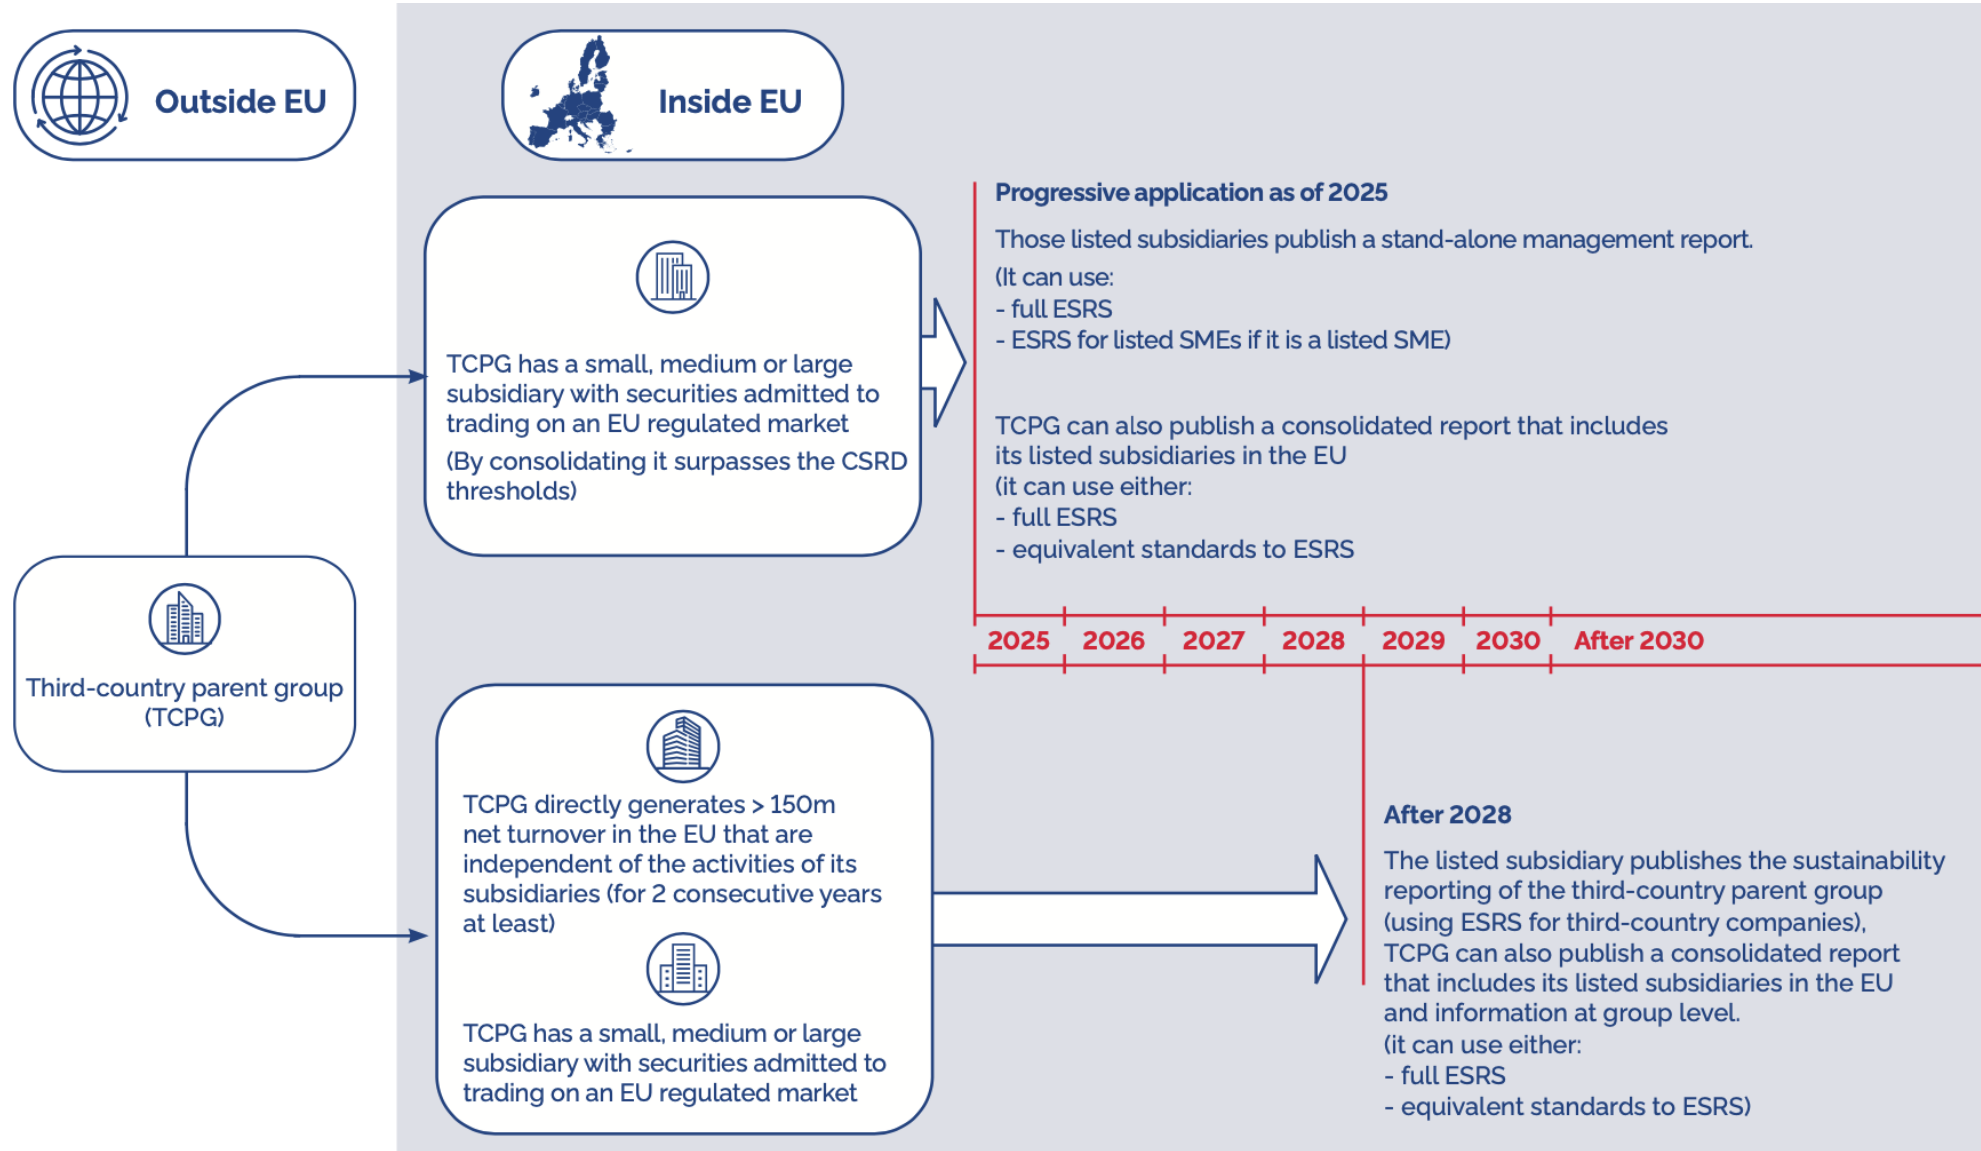 Outside EU
Inside EU
TCPG has a small, medium or large
subsidiary with securities admitted to
trading on an EU regulated market
(By consolidating it surpasses the CSRD
thresholds)
Progressive application as of 2025
Those listed subsidiaries publish a stand-alone management report.
(It can use:
- full ESRS
- ESRS for listed SMEs if it is a listed SME)
TCPG can also publish a consolidated report that includes
its listed subsidiaries in the EU
(it can use either:
- full ESRS
- equivalent standards to ESRS
2025 2026 2027 2028 2029 2030 After 2030
Third-country parent group
(TCPG)
TCPG directly generates > 150m
net turnover in the EU that are
independent of the activities of its
subsidiaries (for 2 consecutive years
at least)
TCPG has a small, medium or large
subsidiary with securities admitted to
trading on an EU regulated market
After 2028
The listed subsidiary publishes the sustainability
reporting of the third-country parent group
(using ESRS for third-country companies),
TCPG can also publish a consolidated report
that includes its listed subsidiaries in the EU
and information at group level.
(it can use either:
- full ESRS
- equivalent standards to ESRS)